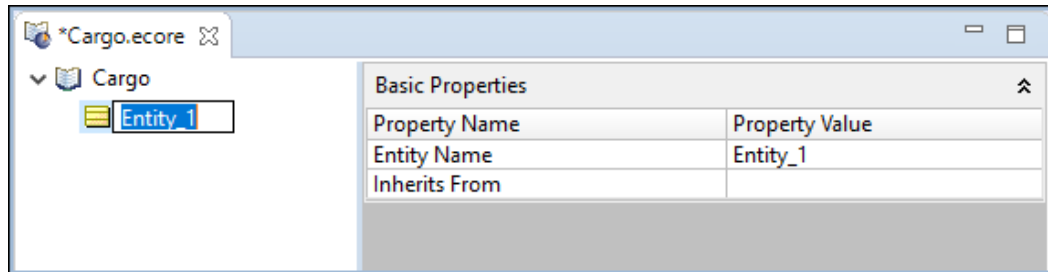 *Cargo.ecore
Cargo
Entity_1
Basic Properties
Property Name Property Value
Entity Name Entity_1
Inherits From